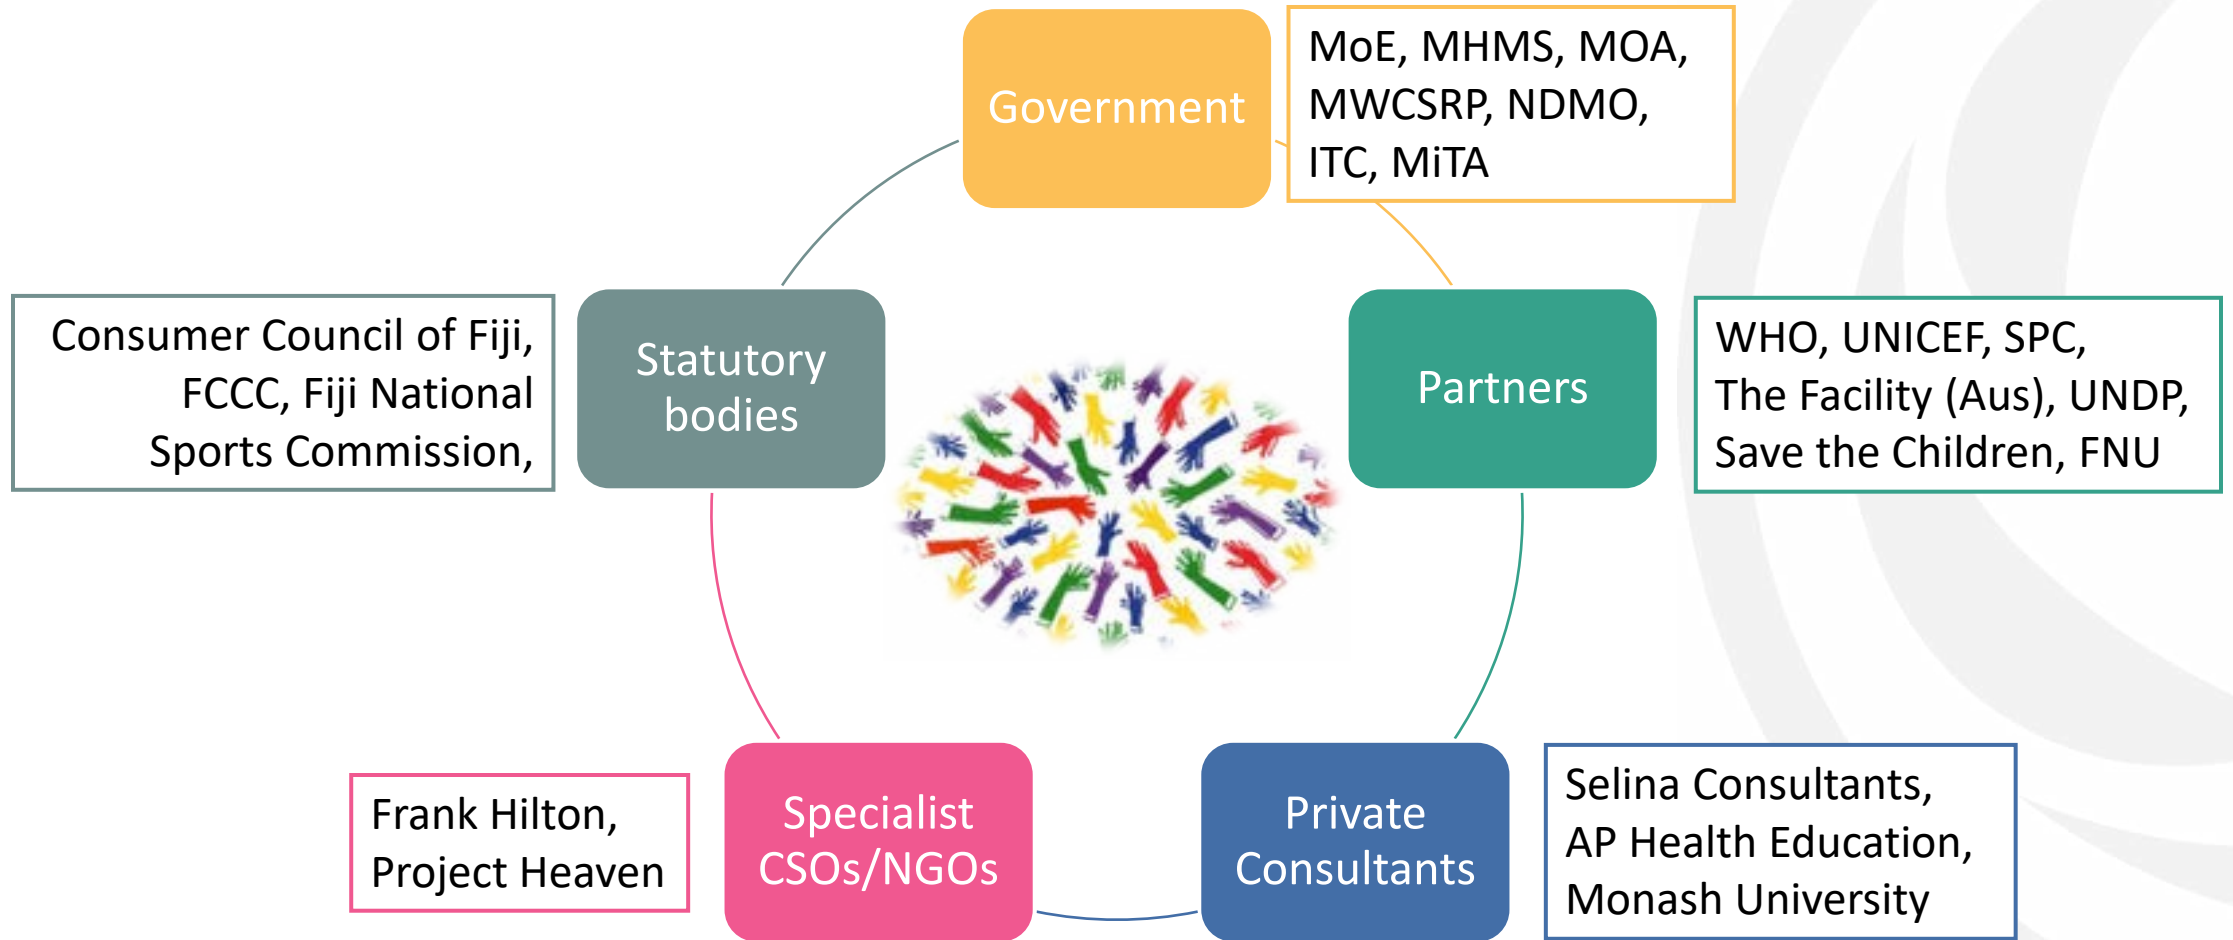 Government
MoE, MHMS, MOA,
MWCSRP, NDMO,
ITC, MiTA
Statutory
bodies
Consumer Council of Fiji,
FCCC, Fiji National
Sports Commission,
Partners
WHO, UNICEF, SPC,
The Facility (Aus), UNDP,
Save the Children, FNU
Specialist
CSOs/NGOs
Frank Hilton,
Project Heaven
Private
Consultants
Selina Consultants,
AP Health Education,
Monash University